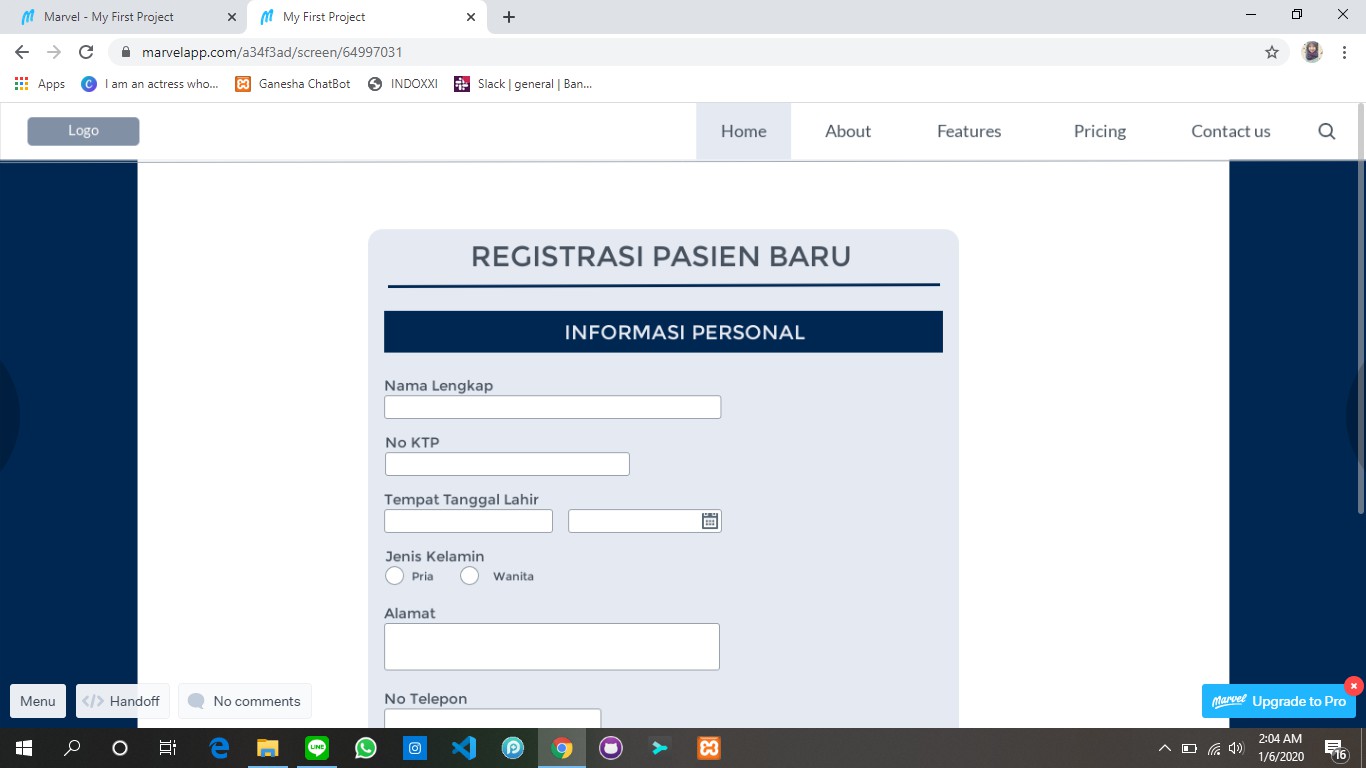 Marvel - My First Project
My First Project
marvelapp.com/a34f3ad/screen/64997031
Apps
I am an actress who...
Ganesha ChatBot
INDOXXI
Slack | general | Ban...
Logo
Home
About
Features
Pricing
Contact us
REGISTRASI PASIEN BARU
INFORMASI PERSONAL
Nama Lengkap
No KTP
Tempat Tanggal Lahir
Jenis Kelamin
Pria
Wanita
Alamat
No Telepon
Menu
</> Handoff
No comments
Marvel Upgrade to Pro
LINE
2:04 AM
1/6/2020
16